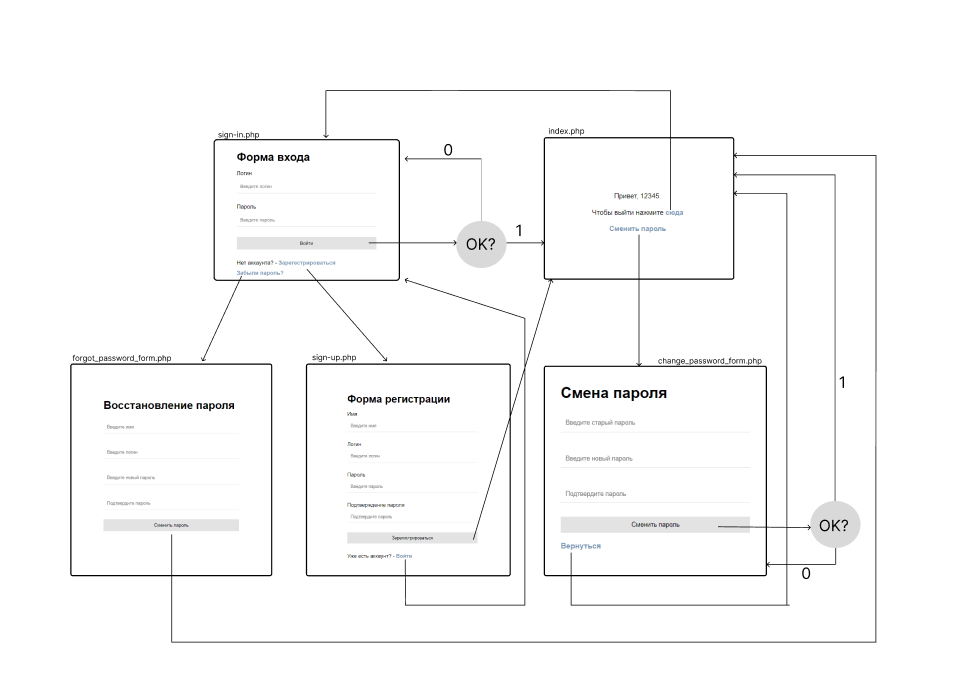 sign-in.php
Форма входа
Логин
Введите логин
Пароль
Введите пароль
Войти
Нет аккаунта? - Зарегестрироваться
Забыли пароль?
0
OK?
1
index.php
Привет, 12345.
Чтобы выйти нажмите сюда
Сменить пароль
forgot_password_form.php
Восстановление пароля
Введите имя
Введите логин
Введите новый пароль
Подтвердите пароль
Сменить пароль
sign-up.php
Форма регистрации
Имя
Введите имя
Логин
Введите логин
Пароль
Введите пароль
Подтверждение пароля
Подтвердите пароль
Зарегестрироваться
Уже есть аккаунт? - Войти
change_password_form.php
Смена пароля
Введите старый пароль
Введите новый пароль
Подтвердите пароль
Сменить пароль
Вернуться
OK?
1
0